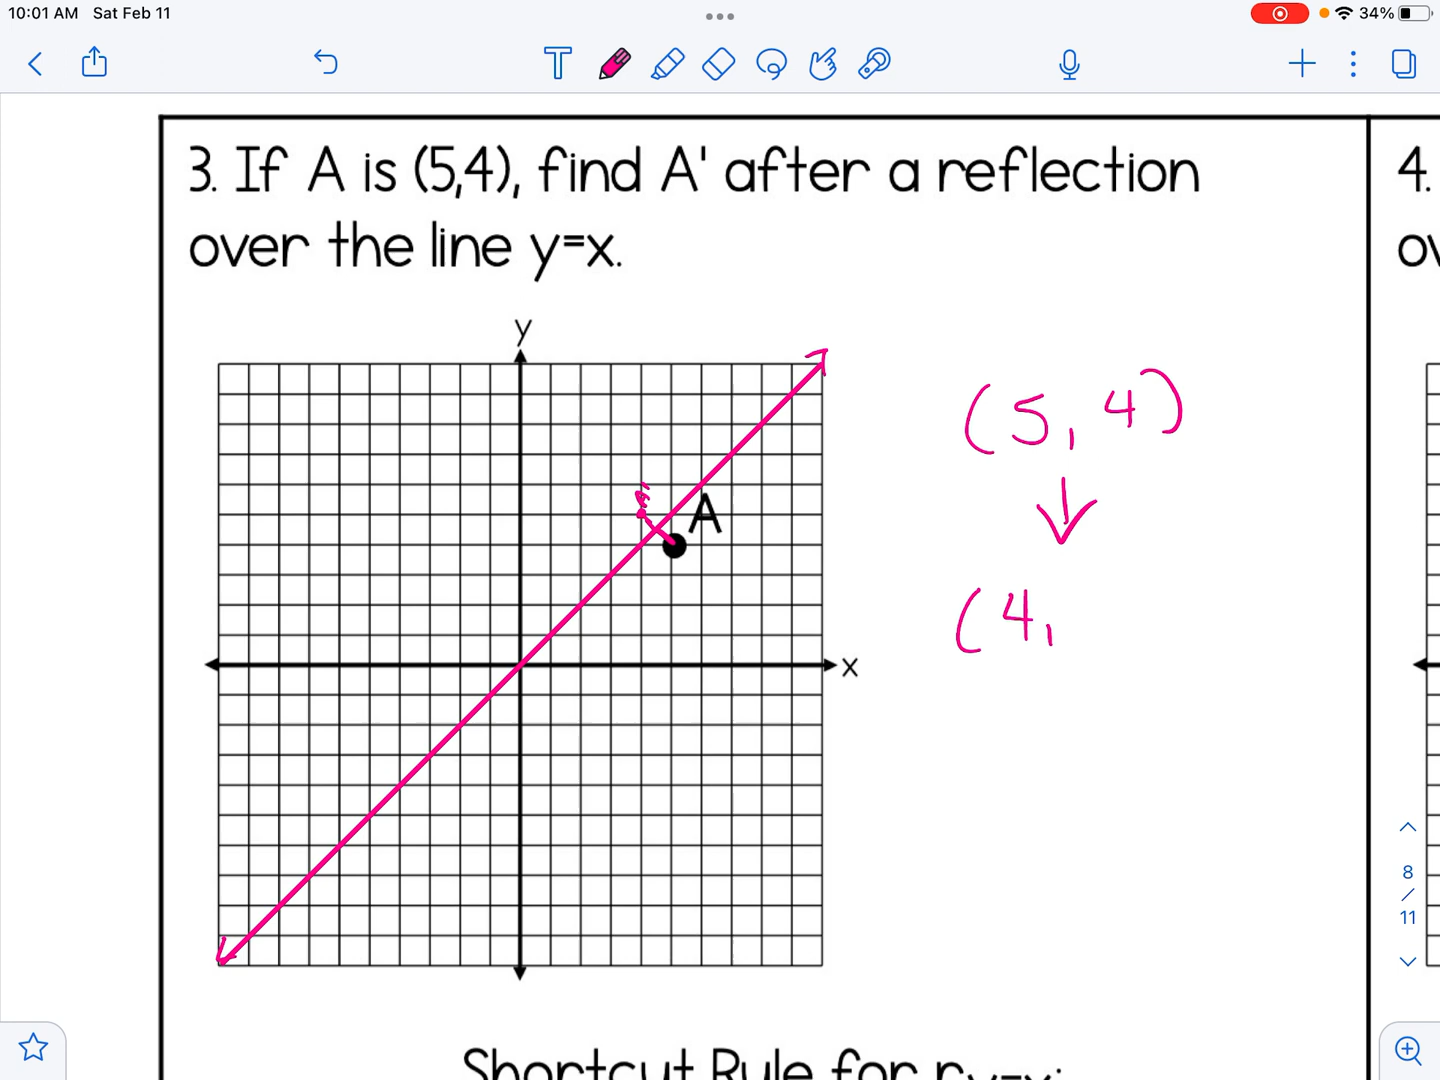 10:01 AM Sat Feb 11
34%
3. If A is (5,4), find A' after a reflection
over the line y=x.
4.
y
(5, 4)
A'
A
(4,
x
8
/
11